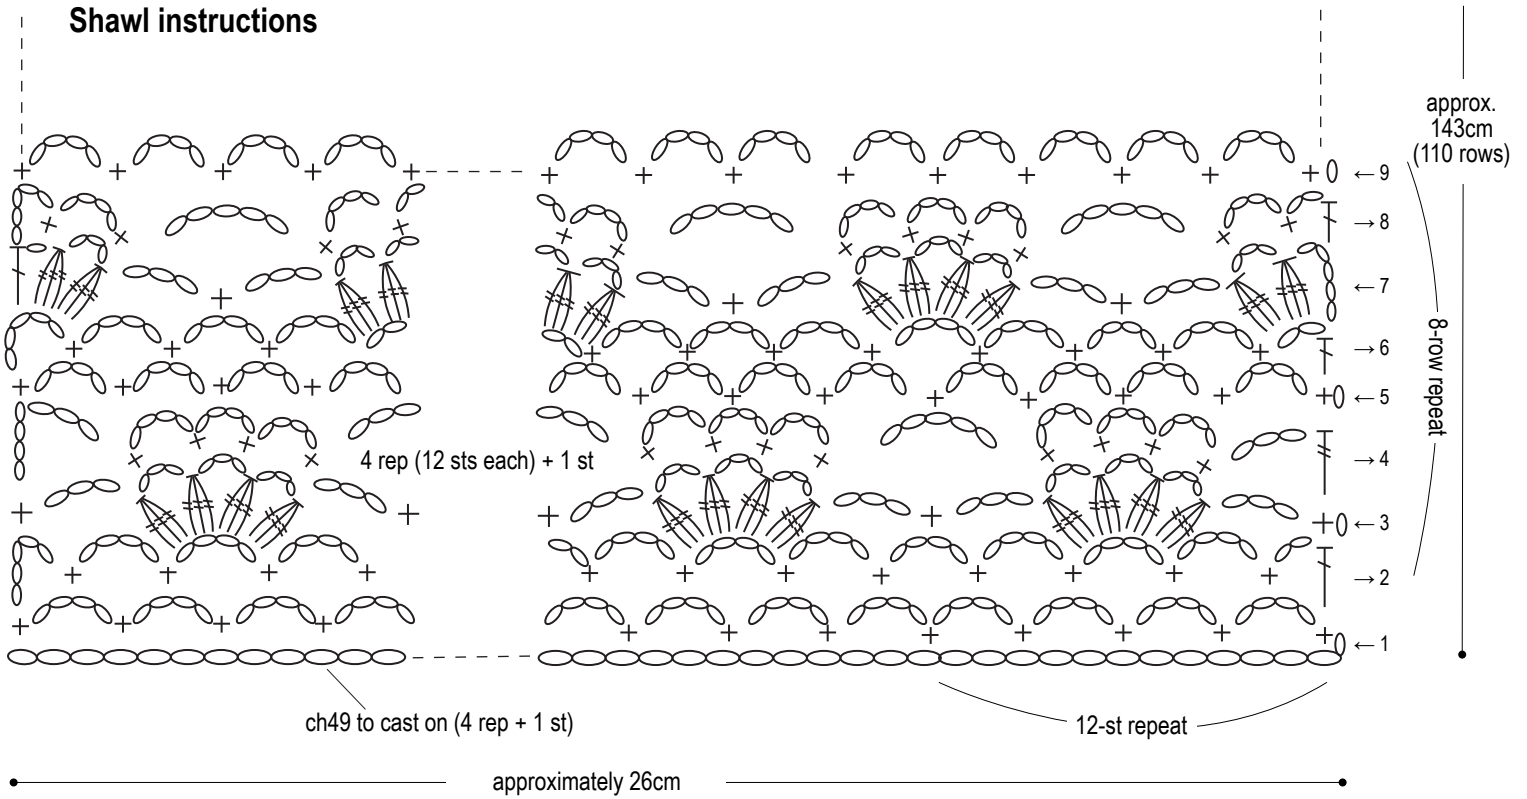 Shawl instructions
approx.
143cm
(110 rows)
←9
→8
←7
→6
←5
→4
←3
→2
←1
8-row repeat
4 rep (12 sts each) + 1 st
ch49 to cast on (4 rep + 1 st)
12-st repeat
approximately 26cm